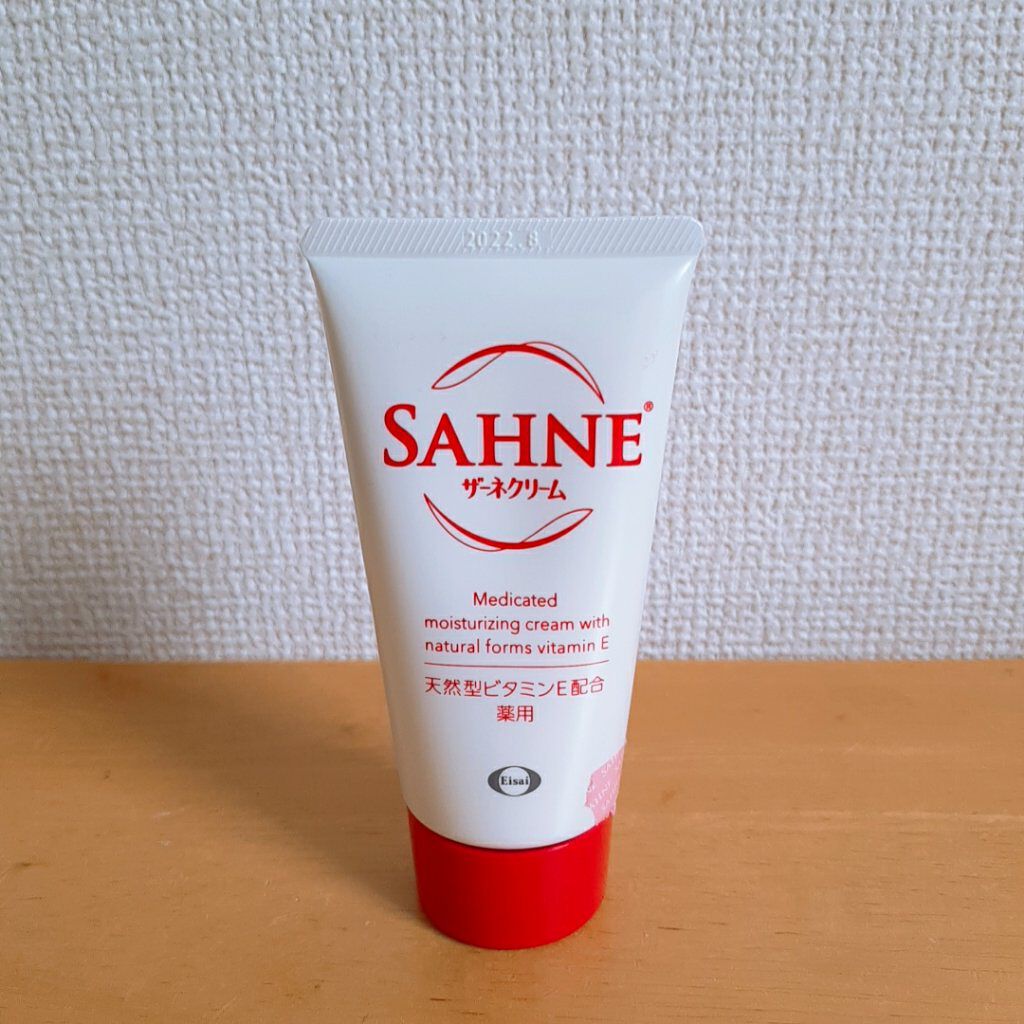 2022.8
SAHNE®
ザーネクリーム
Medicated
moisturizing cream with
natural forms vitamin E
天然型ビタミンE配合
薬用
Eisai